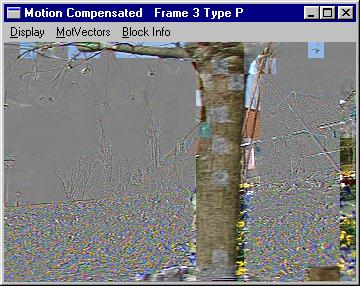 Motion Compensated   Frame 3 Type P
Display   MotVectors   Block Info